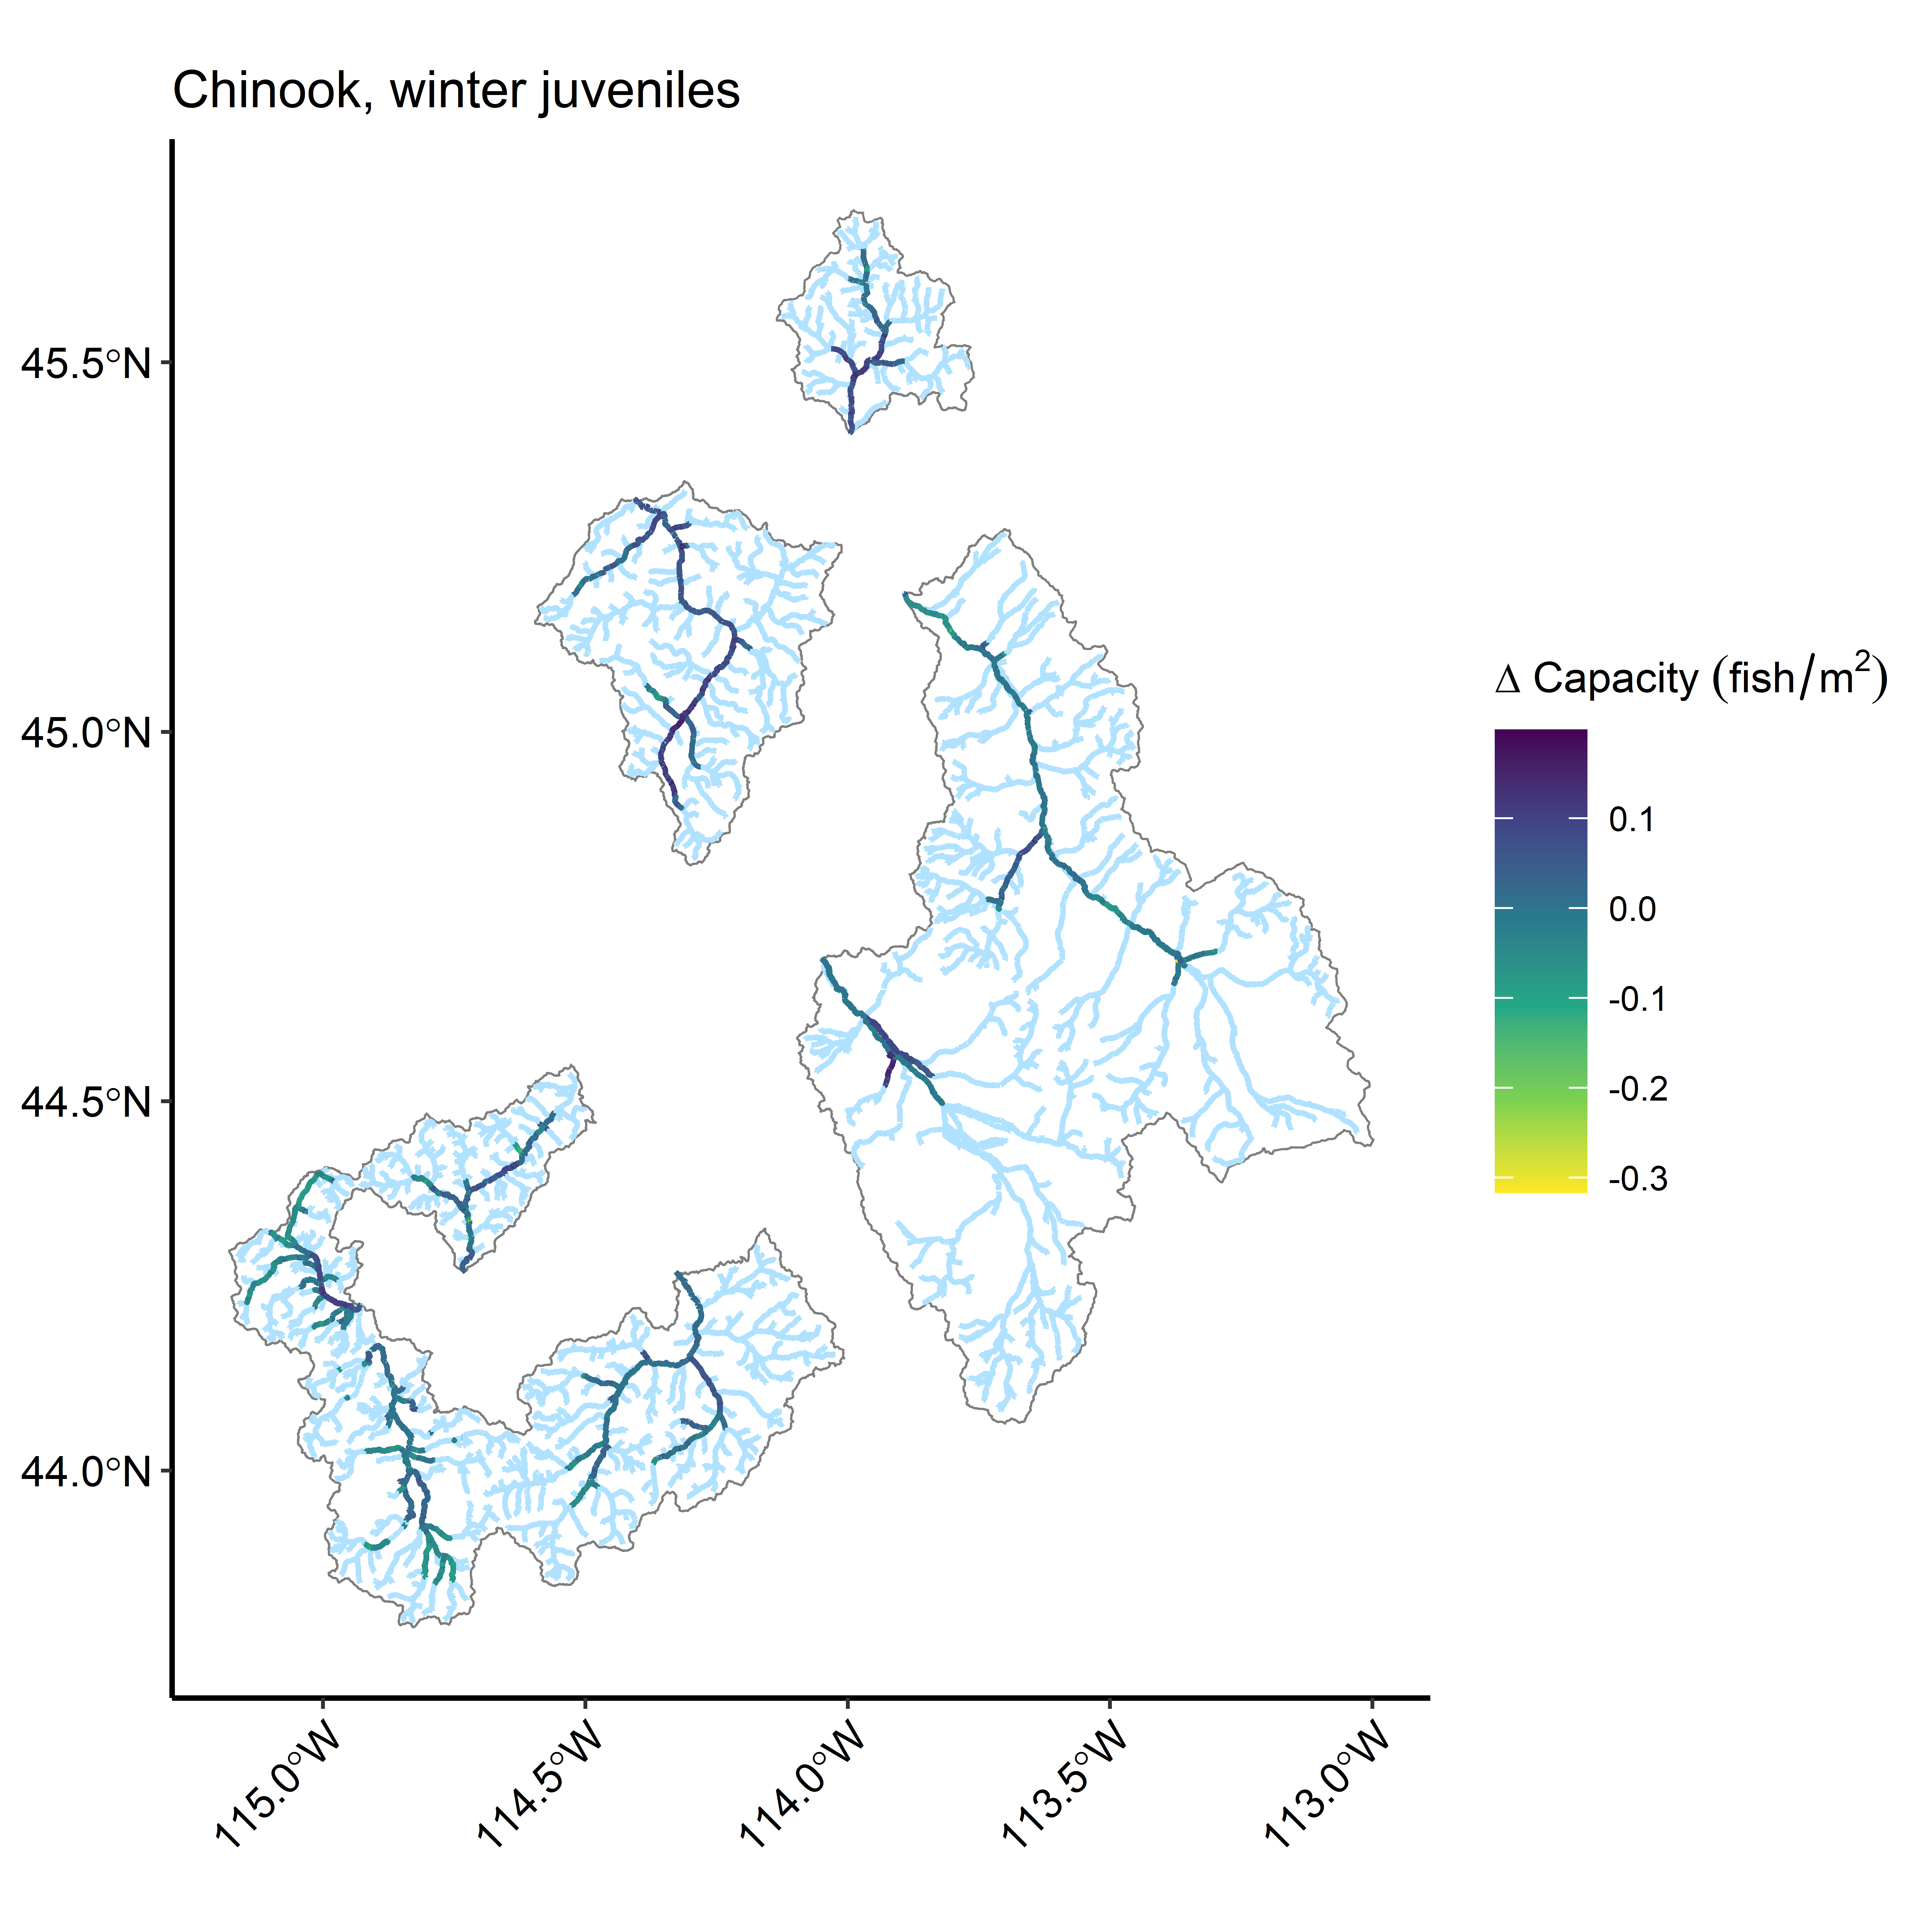 Chinook, winter juveniles
45.5°N
45.0°N
44.5°N
44.0°N
115.0°W
114.5°W
114.0°W
113.5°W
113.0°W
Δ Capacity (fish/m²)
0.1
0.0
-0.1
-0.2
-0.3